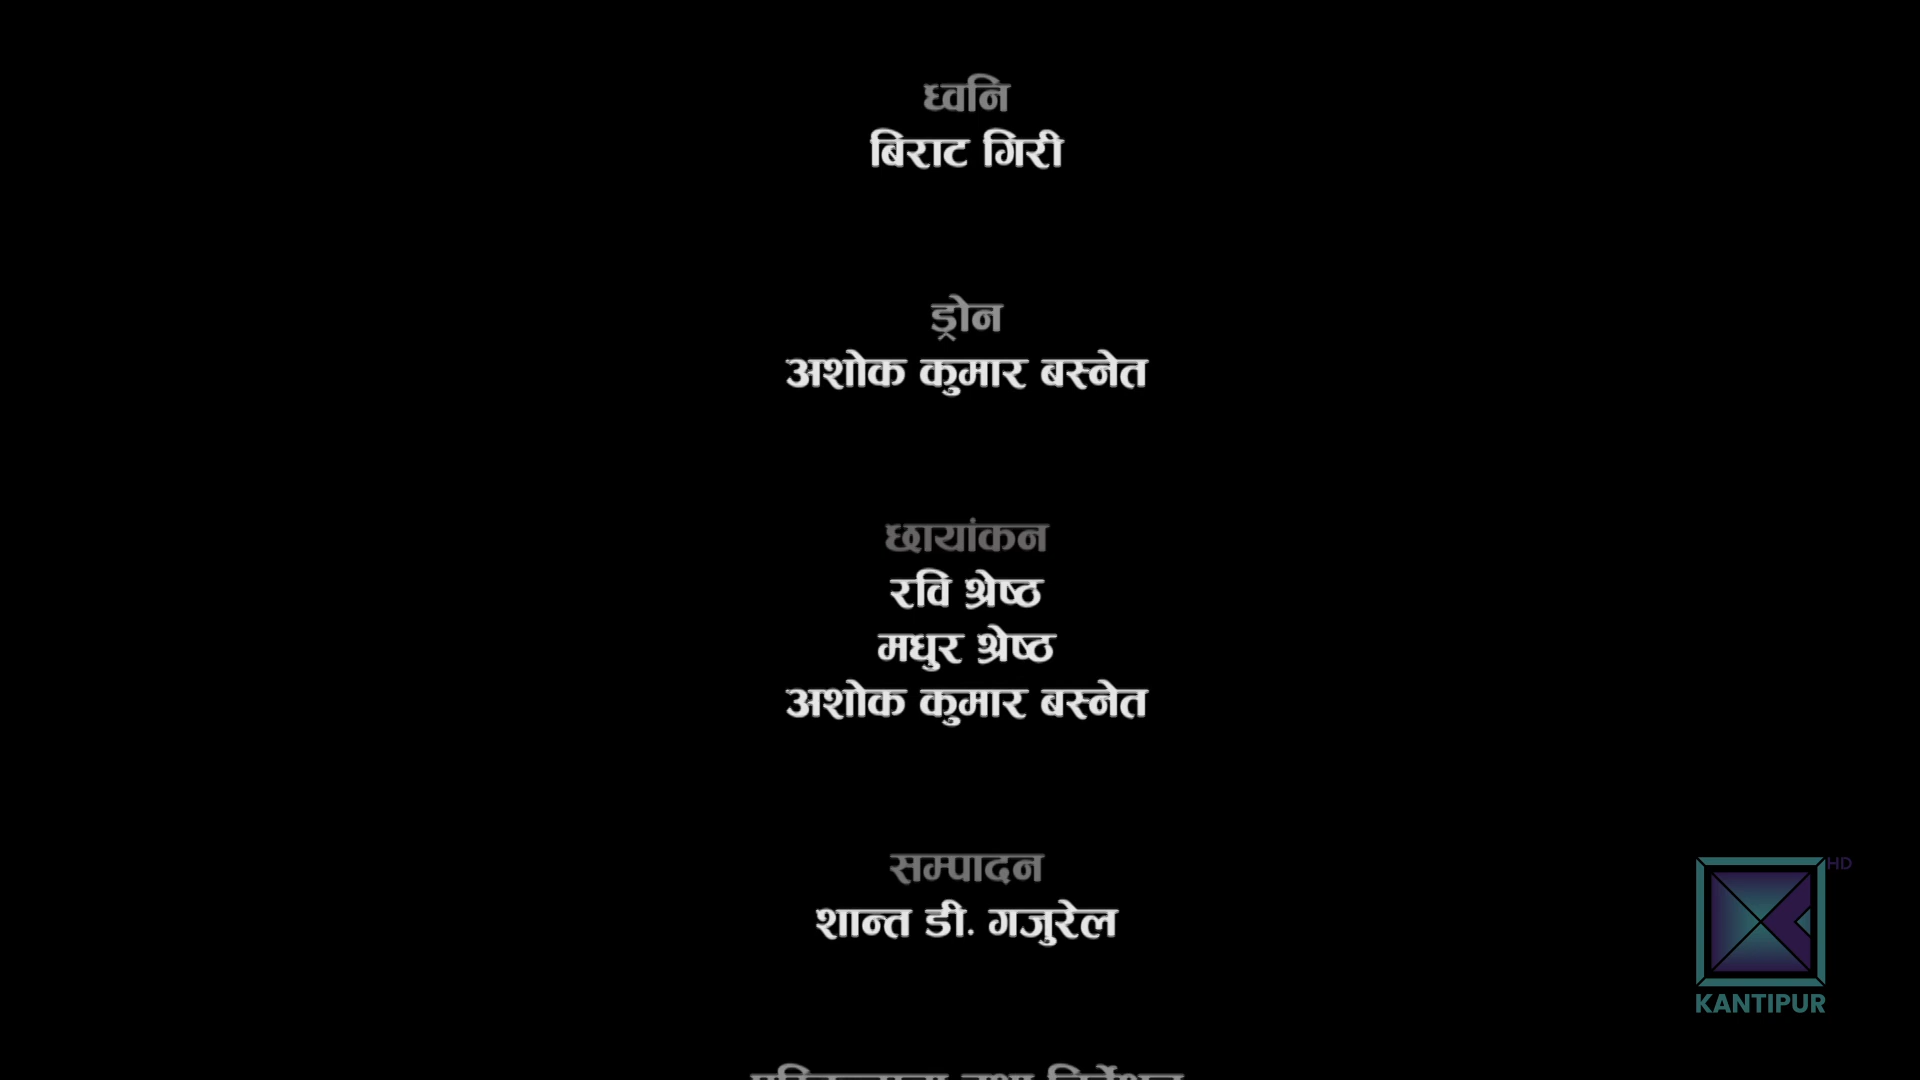 ध्वनि
बिराट गिरी
ड्रोन
अशोक कुमार बस्नेत
छायांकन
रवि श्रेष्ठ
मधुर श्रेष्ठ
अशोक कुमार बस्नेत
सम्पादन
शान्त डी. गजुरेल
HD
KANTIPUR